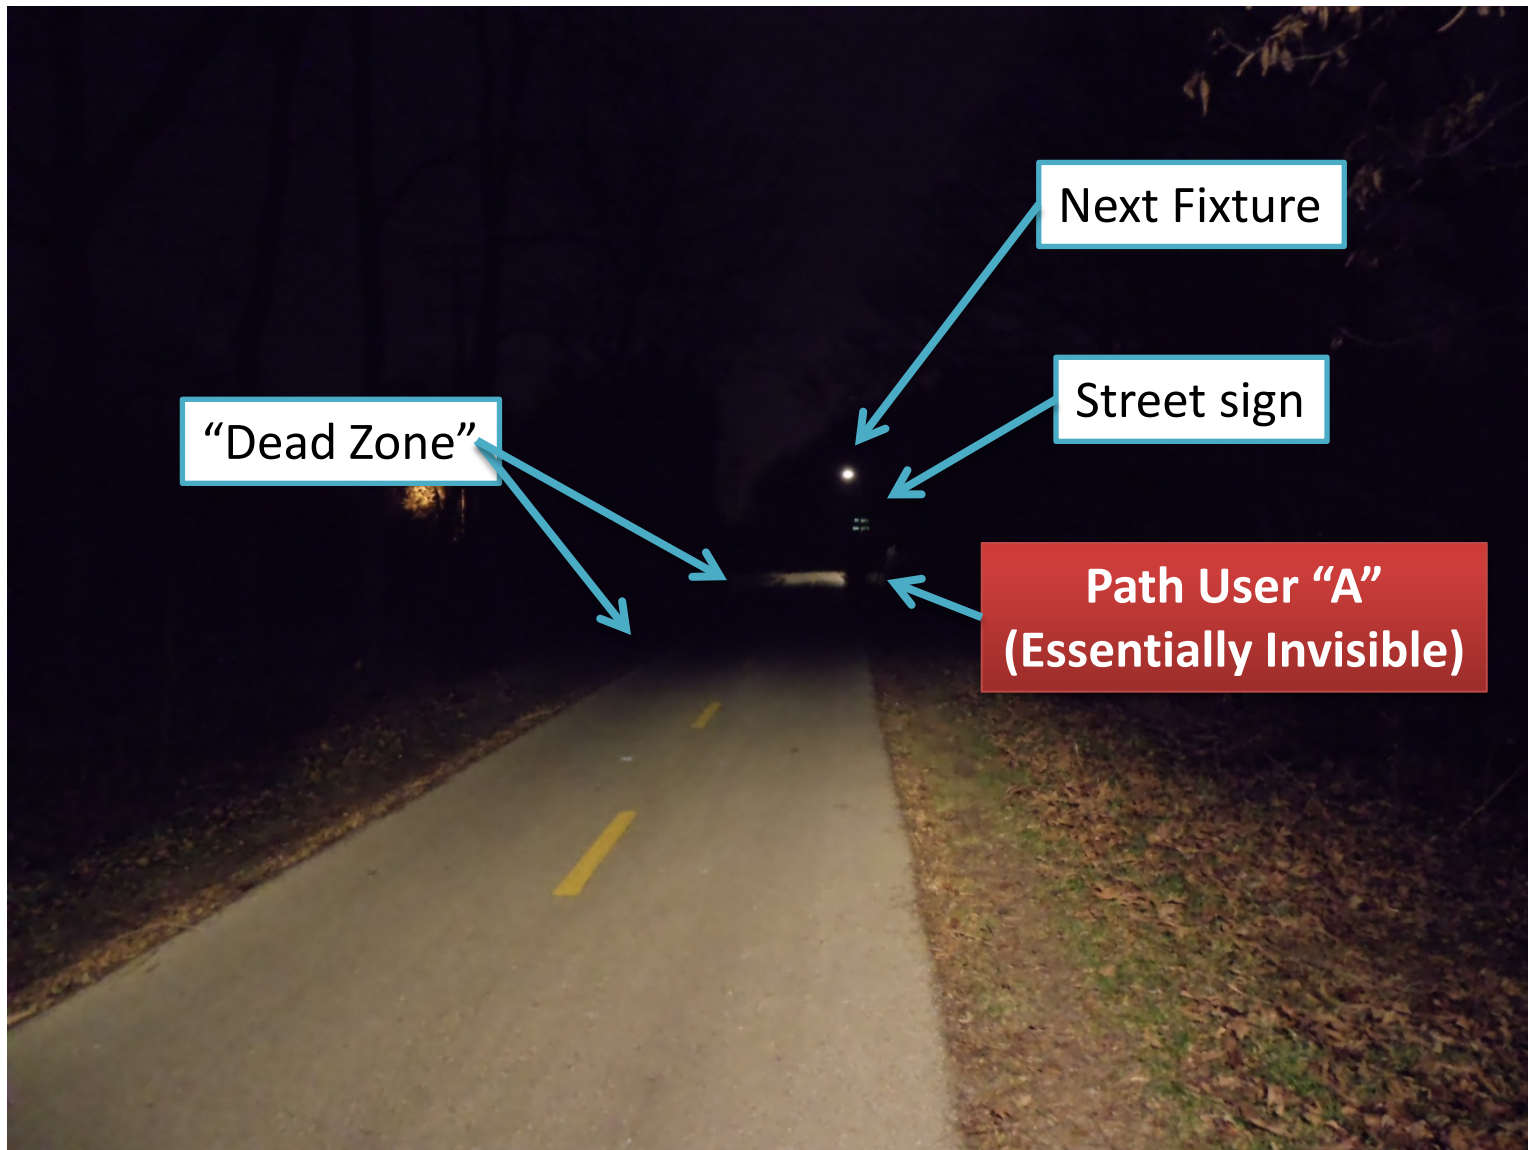 Next Fixture
Street sign
“Dead Zone”
Path User “A”
(Essentially Invisible)